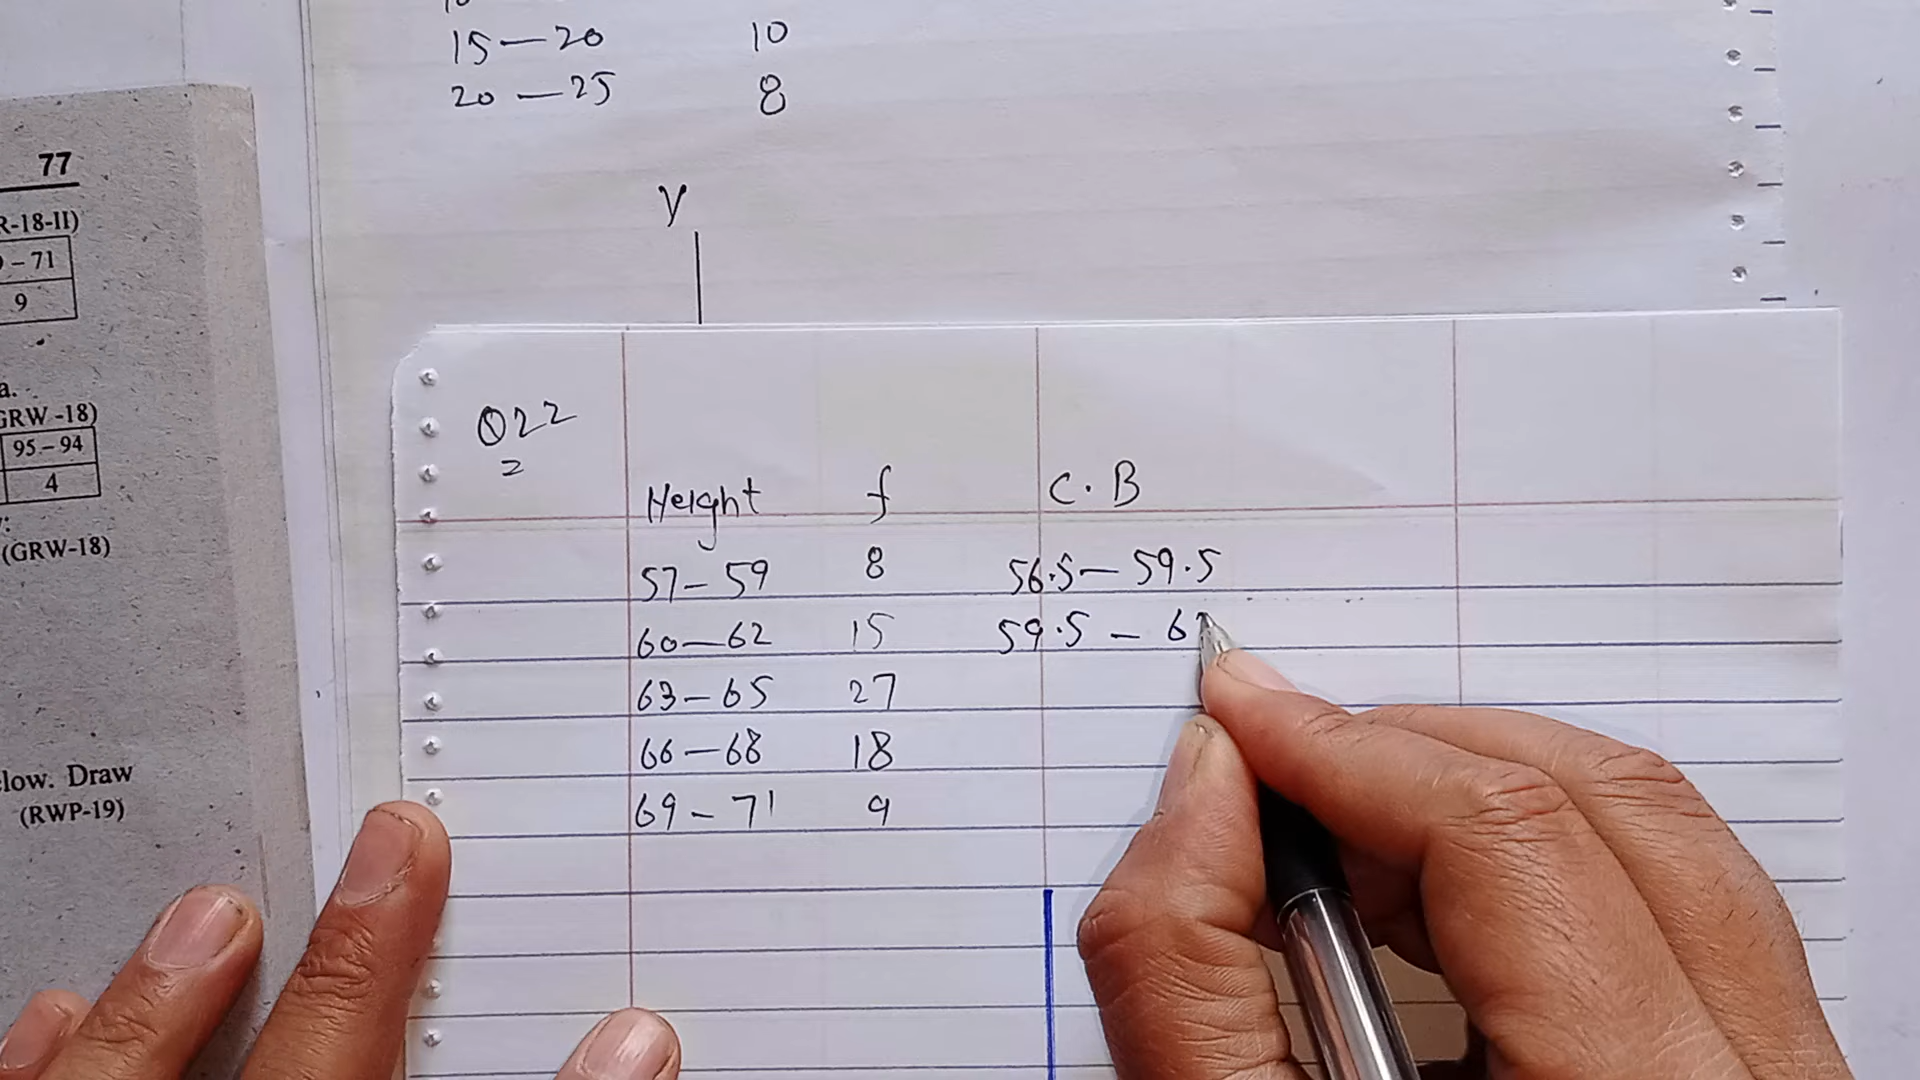 15 — 20 10
20 — 25 8
Y
77
R-18-II)
– 71
9
a.
GRW -18)
95 – 94
4
(GRW-18)
low. Draw
(RWP-19)
Q22
Height f C.B
57 – 59 8 56.5 — 59.5
60 — 62 15 59.5 – 62
63 – 65 27
66 — 68 18
69 – 71 9